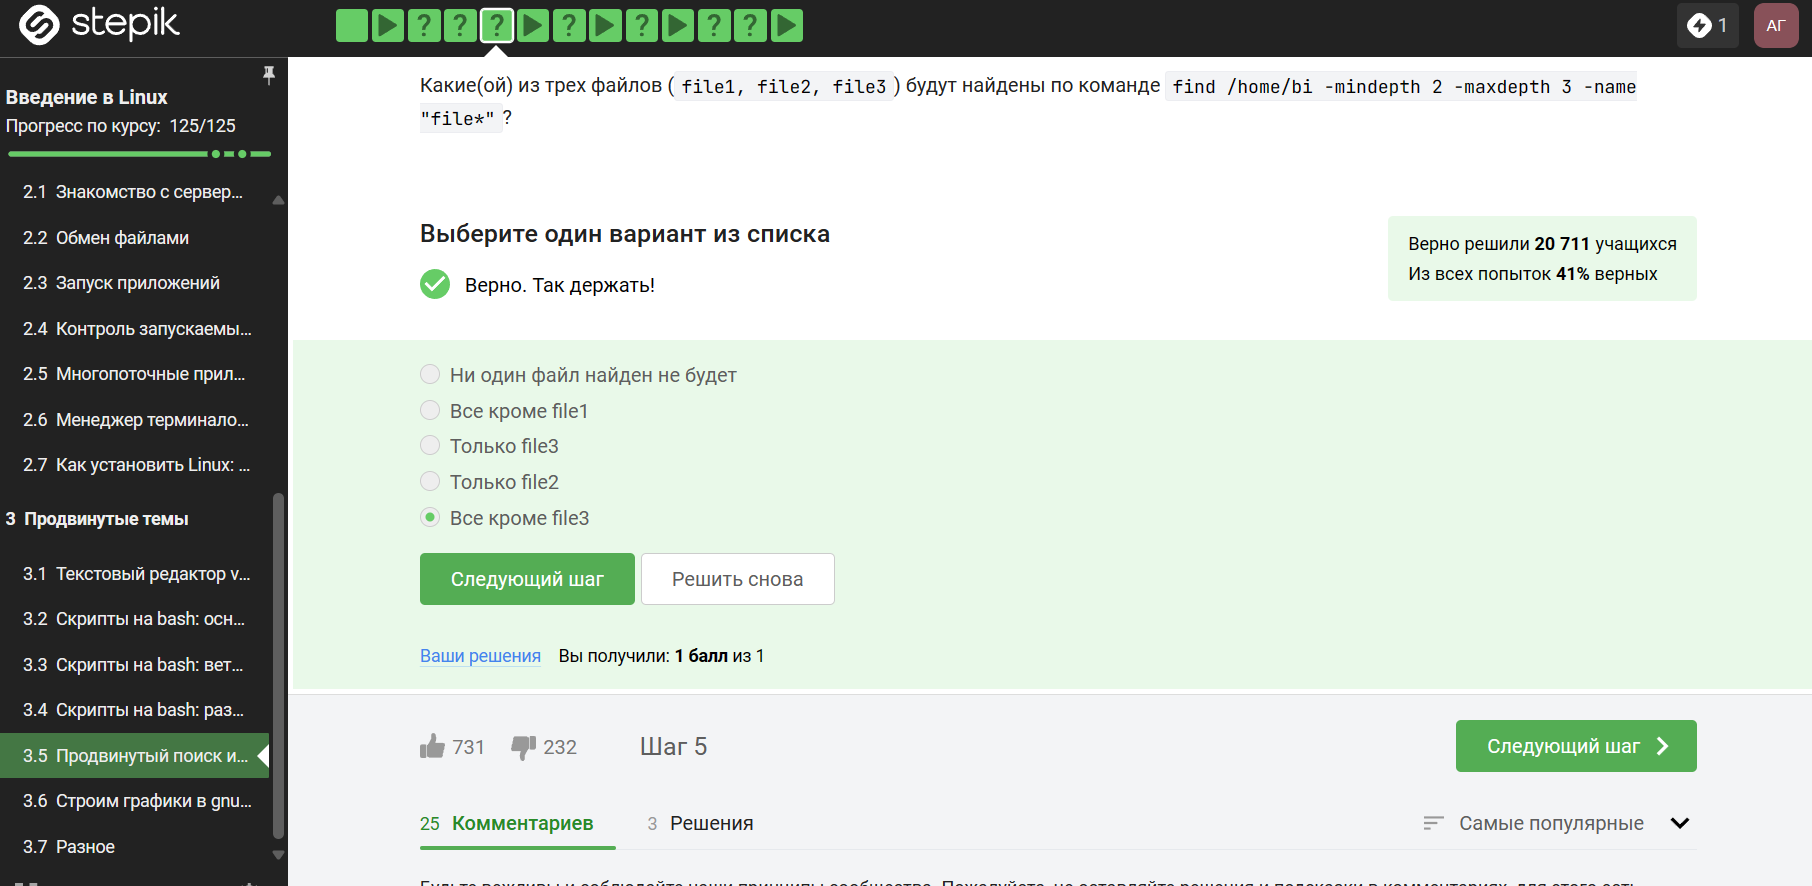 stepik
? ? ? ? ? ? ?
1
АГ
Введение в Linux
Прогресс по курсу: 125/125
2.1 Знакомство с сервер...
2.2 Обмен файлами
2.3 Запуск приложений
2.4 Контроль запускаемы...
2.5 Многопоточные прил...
2.6 Менеджер терминало...
2.7 Как установить Linux: ...
3 Продвинутые темы
3.1 Текстовый редактор v...
3.2 Скрипты на bash: осн...
3.3 Скрипты на bash: вет...
3.4 Скрипты на bash: раз...
3.5 Продвинутый поиск и...
3.6 Строим графики в gnu...
3.7 Разное
Какие(ой) из трех файлов (file1, file2, file3) будут найдены по команде find /home/bi -mindepth 2 -maxdepth 3 -name
"file*"?
Выберите один вариант из списка
Верно. Так держать!
Верно решили 20 711 учащихся
Из всех попыток 41% верных
Ни один файл найден не будет
Все кроме file1
Только file3
Только file2
Все кроме file3
Следующий шаг
Решить снова
Ваши решения Вы получили: 1 балл из 1
731 232 Шаг 5
Следующий шаг
25 Комментариев 3 Решения
Самые популярные